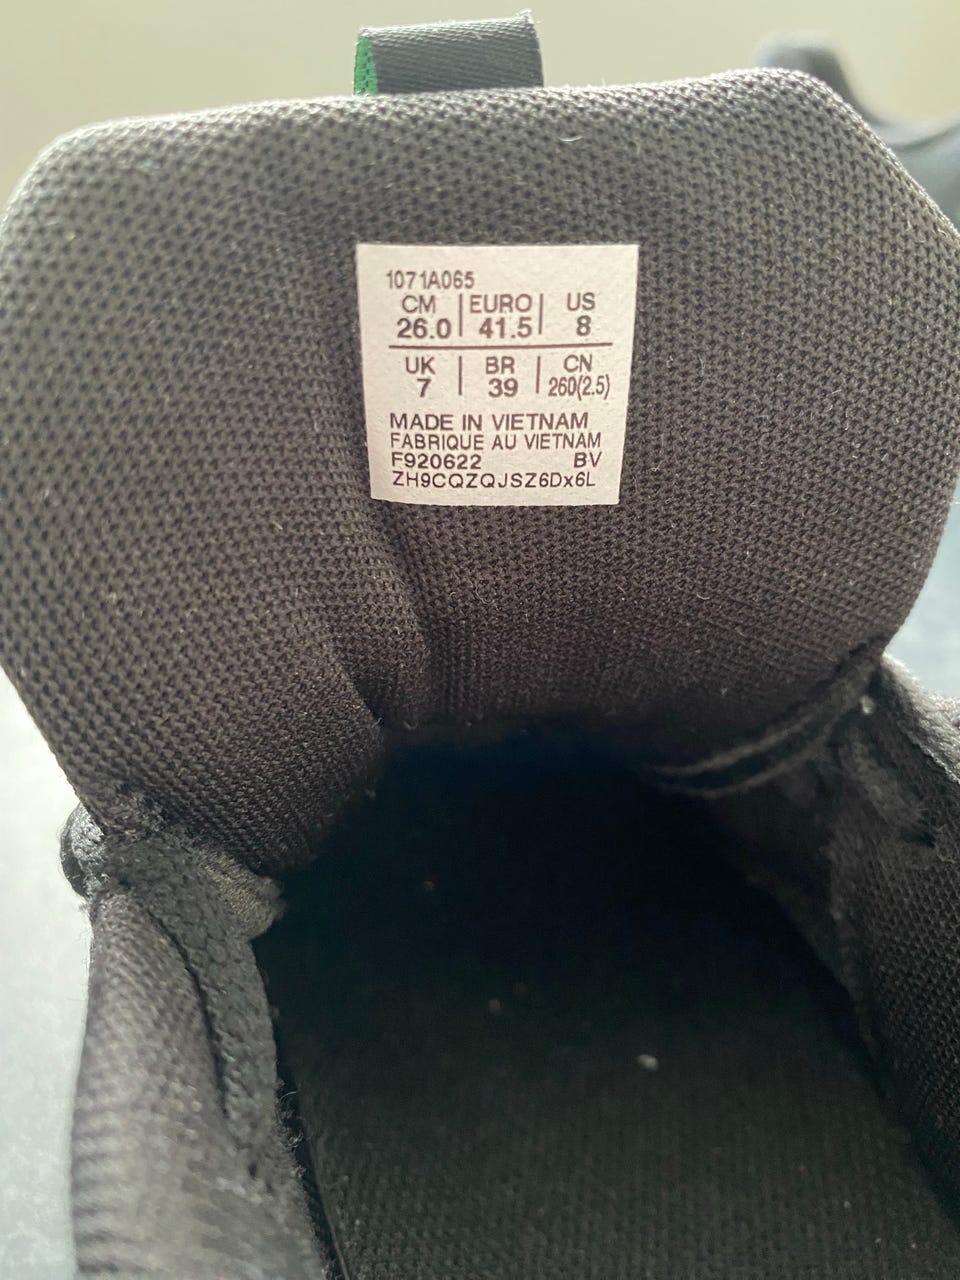 1071A065
CM | EURO | US
26.0 | 41.5 | 8
UK | BR | CN
7 | 39 | 260(2.5)
MADE IN VIETNAM
FABRIQUE AU VIETNAM
F920622 BV
ZH9CQZQJSZ6Dx6L